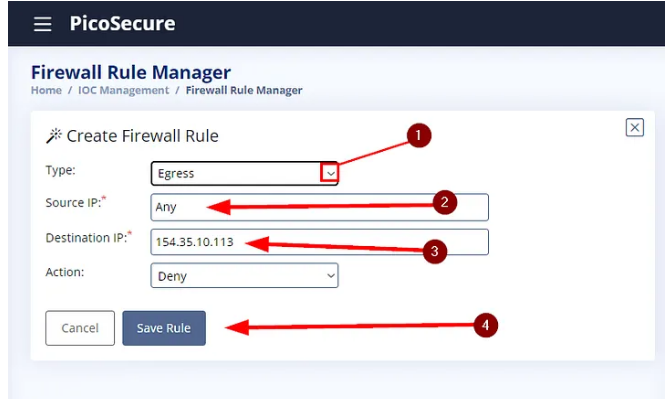 PicoSecure
Firewall Rule Manager
Home / IOC Management / Firewall Rule Manager
Create Firewall Rule
1
Type:
Egress
Source IP:*
Any
2
Destination IP:*
154.35.10.113
3
Action:
Deny
Cancel
Save Rule
4